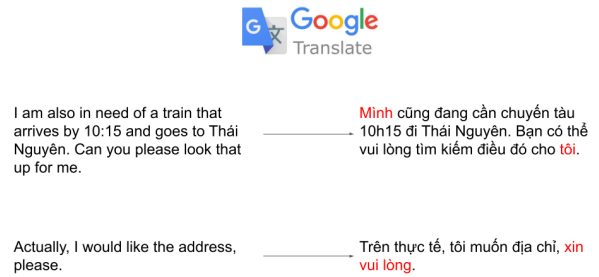 Google
Translate
I am also in need of a train that
arrives by 10:15 and goes to Thái
Nguyên. Can you please look that
up for me.
Mình cũng đang cần chuyến tàu
10h15 đi Thái Nguyên. Bạn có thể
vui lòng tìm kiếm điều đó cho tôi.
Actually, I would like the address,
please.
Trên thực tế, tôi muốn địa chỉ, xin
vui lòng.